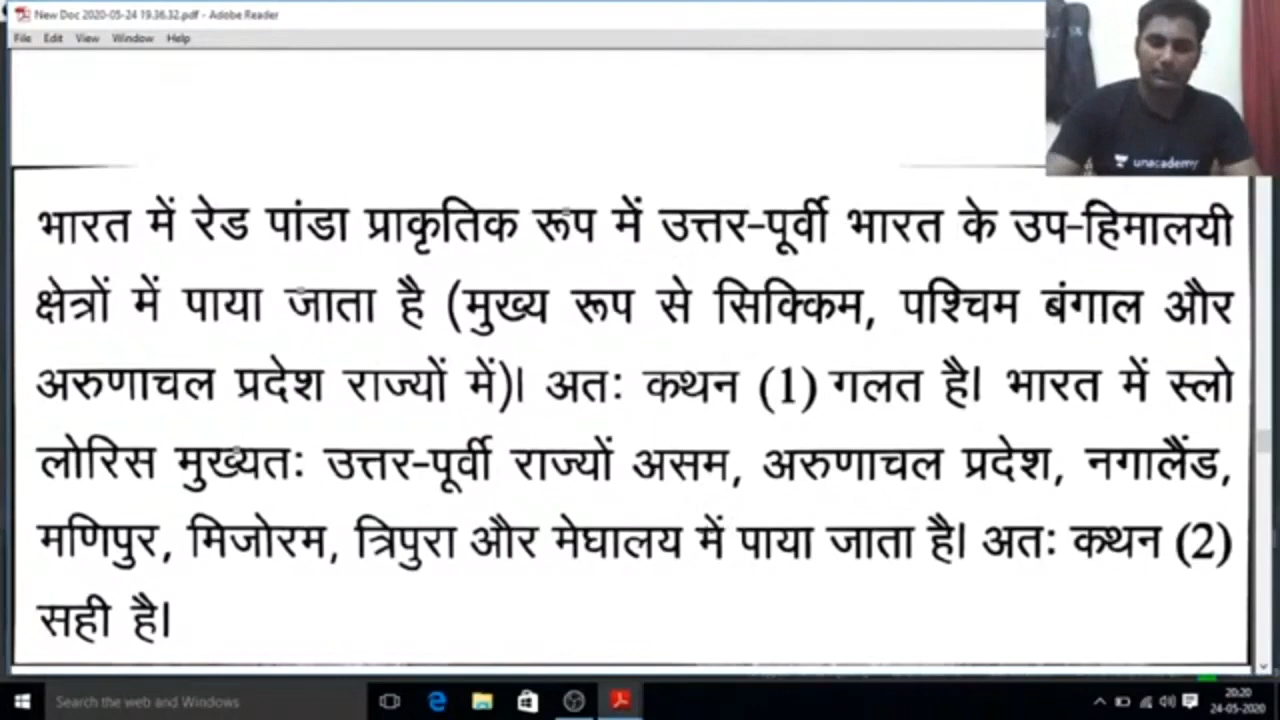 New Doc 2020-05-24 19.36.32.pdf - Adobe Reader
File Edit View Window Help
unacademy
भारत में रेड पांडा प्राकृतिक रूप में उत्तर-पूर्वी भारत के उप-हिमालयी
क्षेत्रों में पाया जाता है (मुख्य रूप से सिक्किम, पश्चिम बंगाल और
अरुणाचल प्रदेश राज्यों में)। अतः कथन (1) गलत है। भारत में स्लो
लोरिस मुख्यतः उत्तर-पूर्वी राज्यों असम, अरुणाचल प्रदेश, नगालैंड,
मणिपुर, मिजोरम, त्रिपुरा और मेघालय में पाया जाता है। अतः कथन (2)
सही है।
Search the web and Windows
20:20
24-05-2020